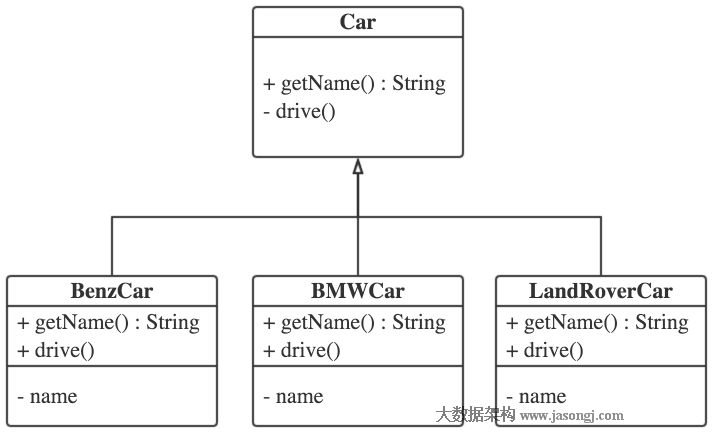 Car
+ getName() : String
- drive()
BenzCar
+ getName() : String
+ drive()
- name
BMWCar
+ getName() : String
+ drive()
- name
LandRoverCar
+ getName() : String
+ drive()
- name
大数据架构 www.jasongj.com